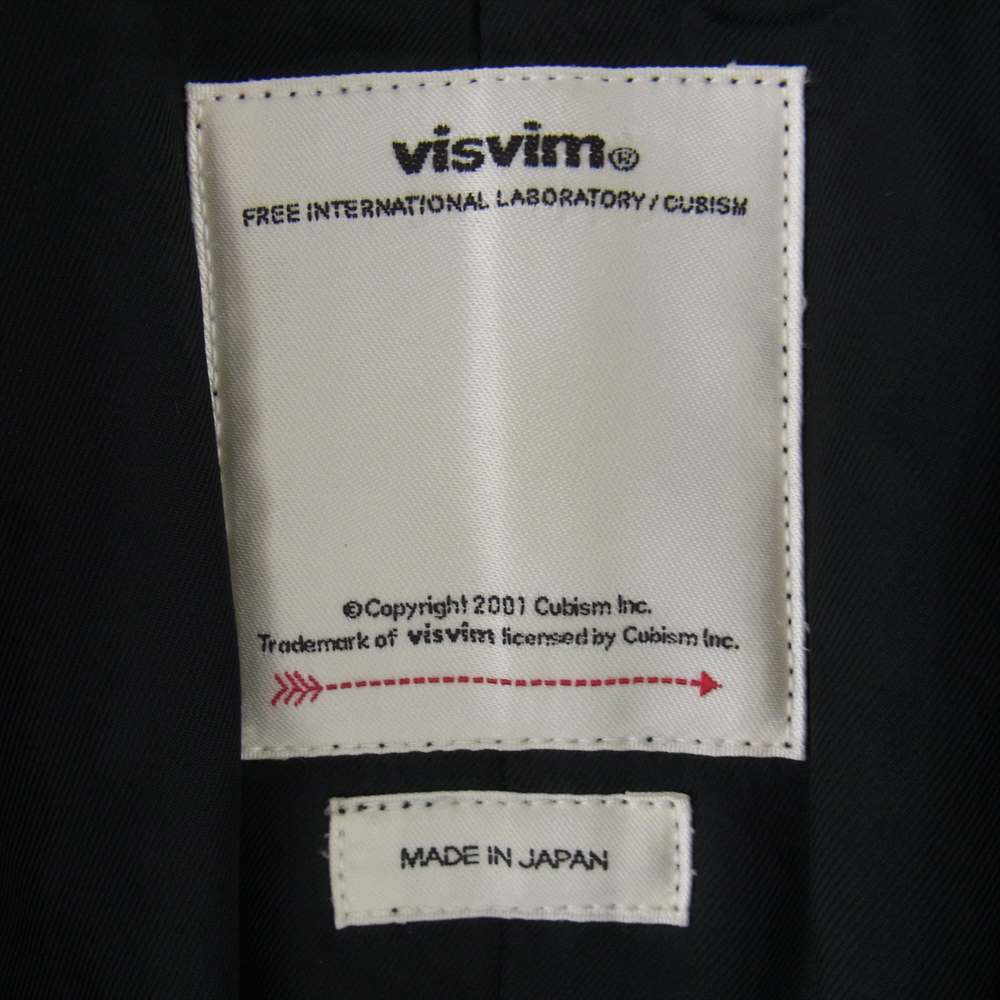 visvim®
FREE INTERNATIONAL LABORATORY / CUBISM
©Copyright 2001 Cubism Inc.
Trademark of visvim licensed by Cubism Inc.
MADE IN JAPAN